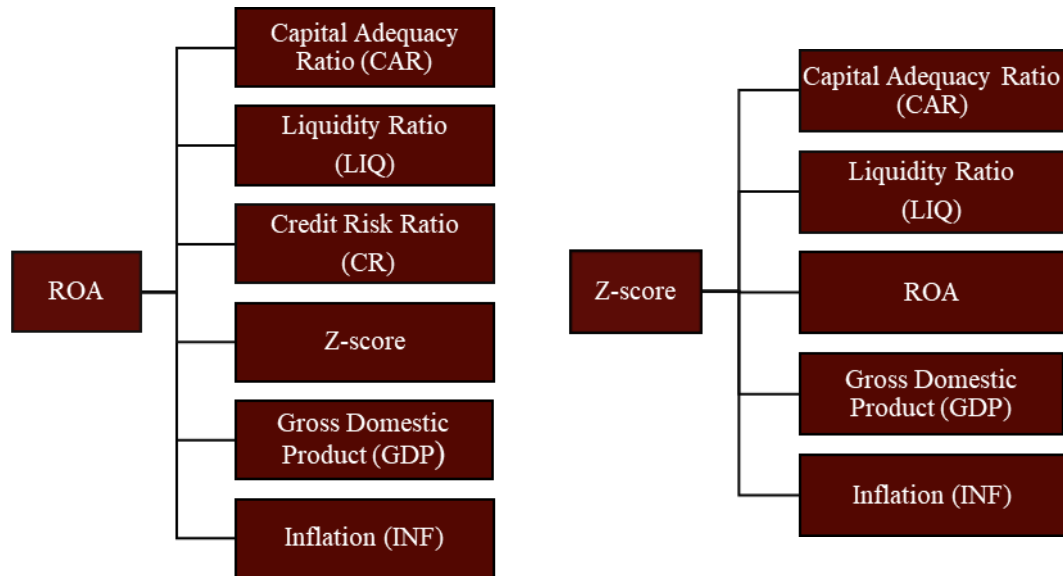 ROA
Capital Adequacy
Ratio (CAR)
Liquidity Ratio
(LIQ)
Credit Risk Ratio
(CR)
Z-score
Gross Domestic
Product (GDP)
Inflation (INF)
Z-score
Capital Adequacy Ratio
(CAR)
Liquidity Ratio
(LIQ)
ROA
Gross Domestic
Product (GDP)
Inflation (INF)